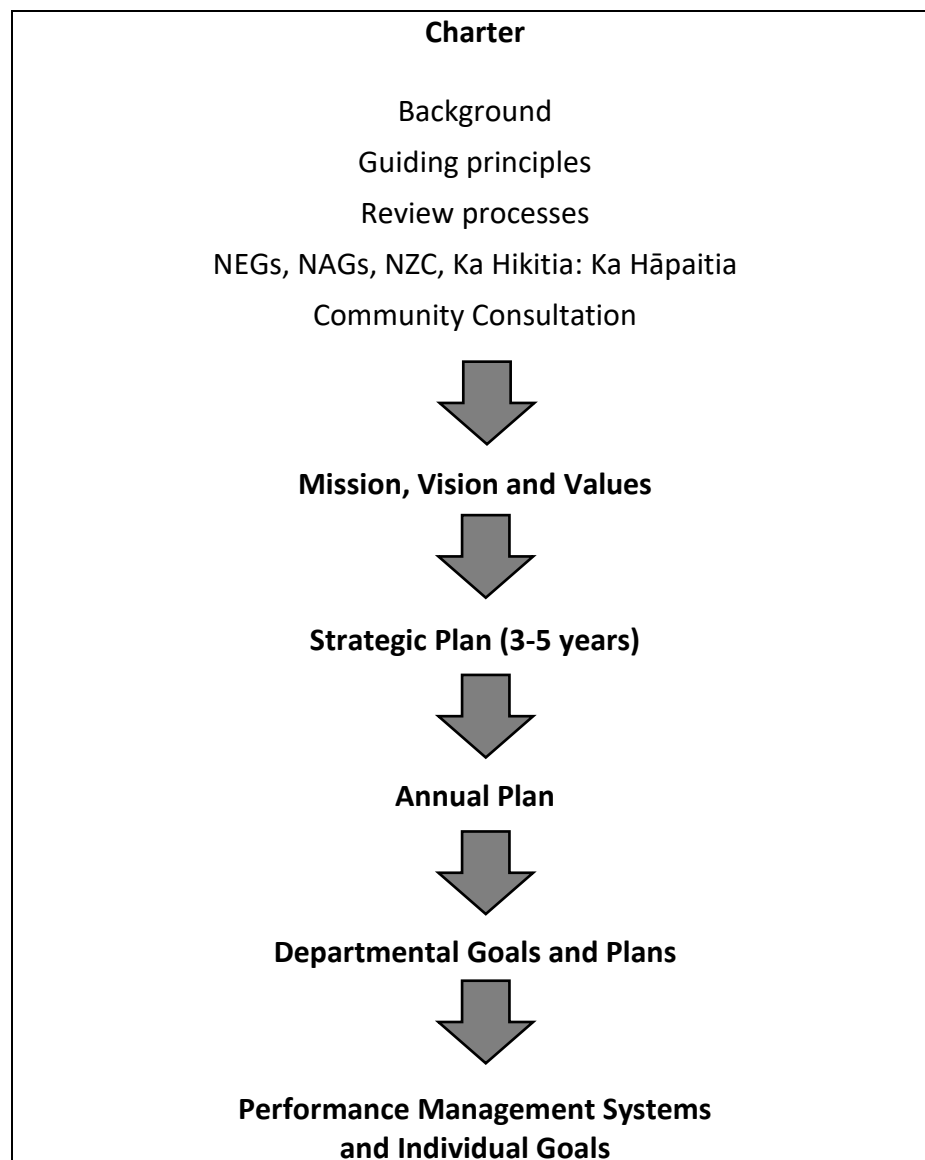 Charter
Background
Guiding principles
Review processes
NEGs, NAGs, NZC, Ka Hikitia: Ka Hāpaitia
Community Consultation
Mission, Vision and Values
Strategic Plan (3-5 years)
Annual Plan
Departmental Goals and Plans
Performance Management Systems
and Individual Goals